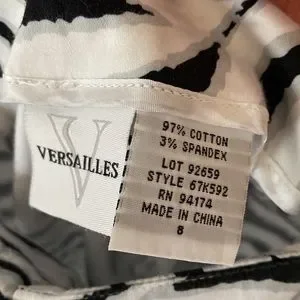 V
VERSAILLES
97% COTTON
3% SPANDEX
LOT 92659
STYLE 67K592
RN 94174
MADE IN CHINA
8